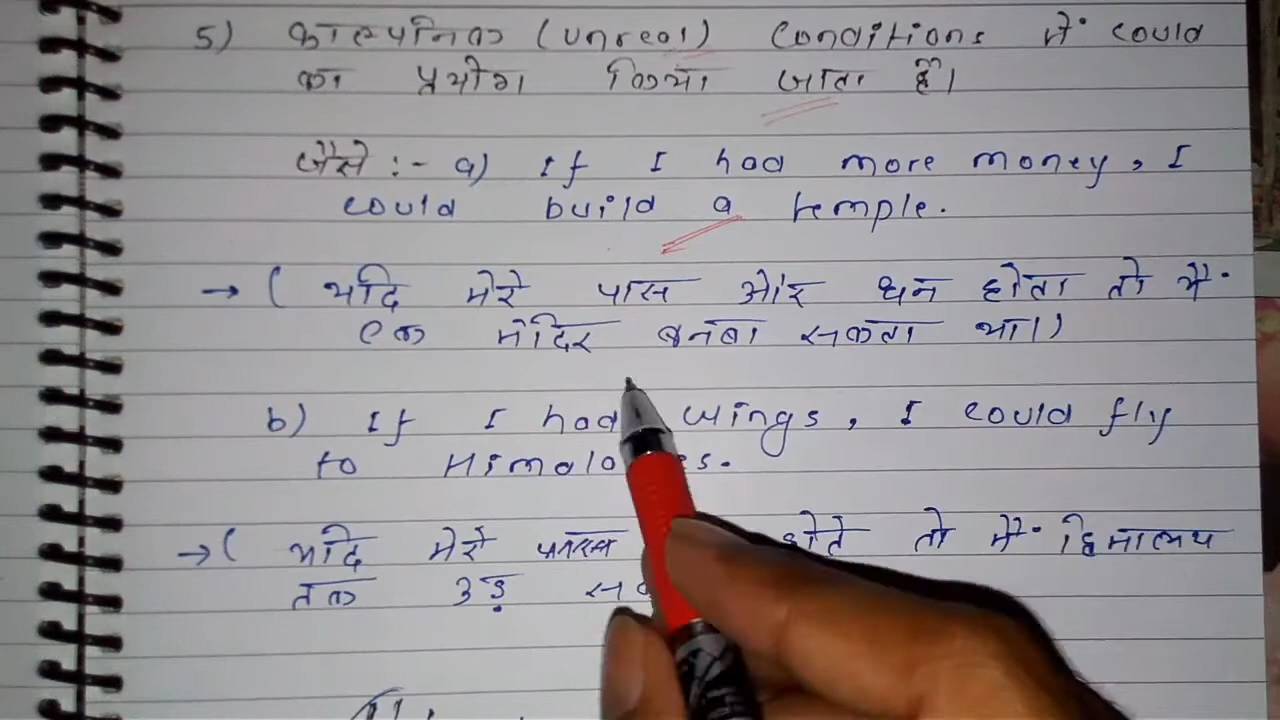 5) काल्पनिक (unreal) conditions में could
का प्रयोग किया जाता है।
जैसे :- a) If I had more money, I
could build a temple.
→ ( यदि मेरे पास और धन होता तो मैं
एक मंदिर बनवा सकता था।)
b) If I had wings, I could fly
to
→ ( यदि मेरे पास होते तो मैं हिमालय
तक उड़